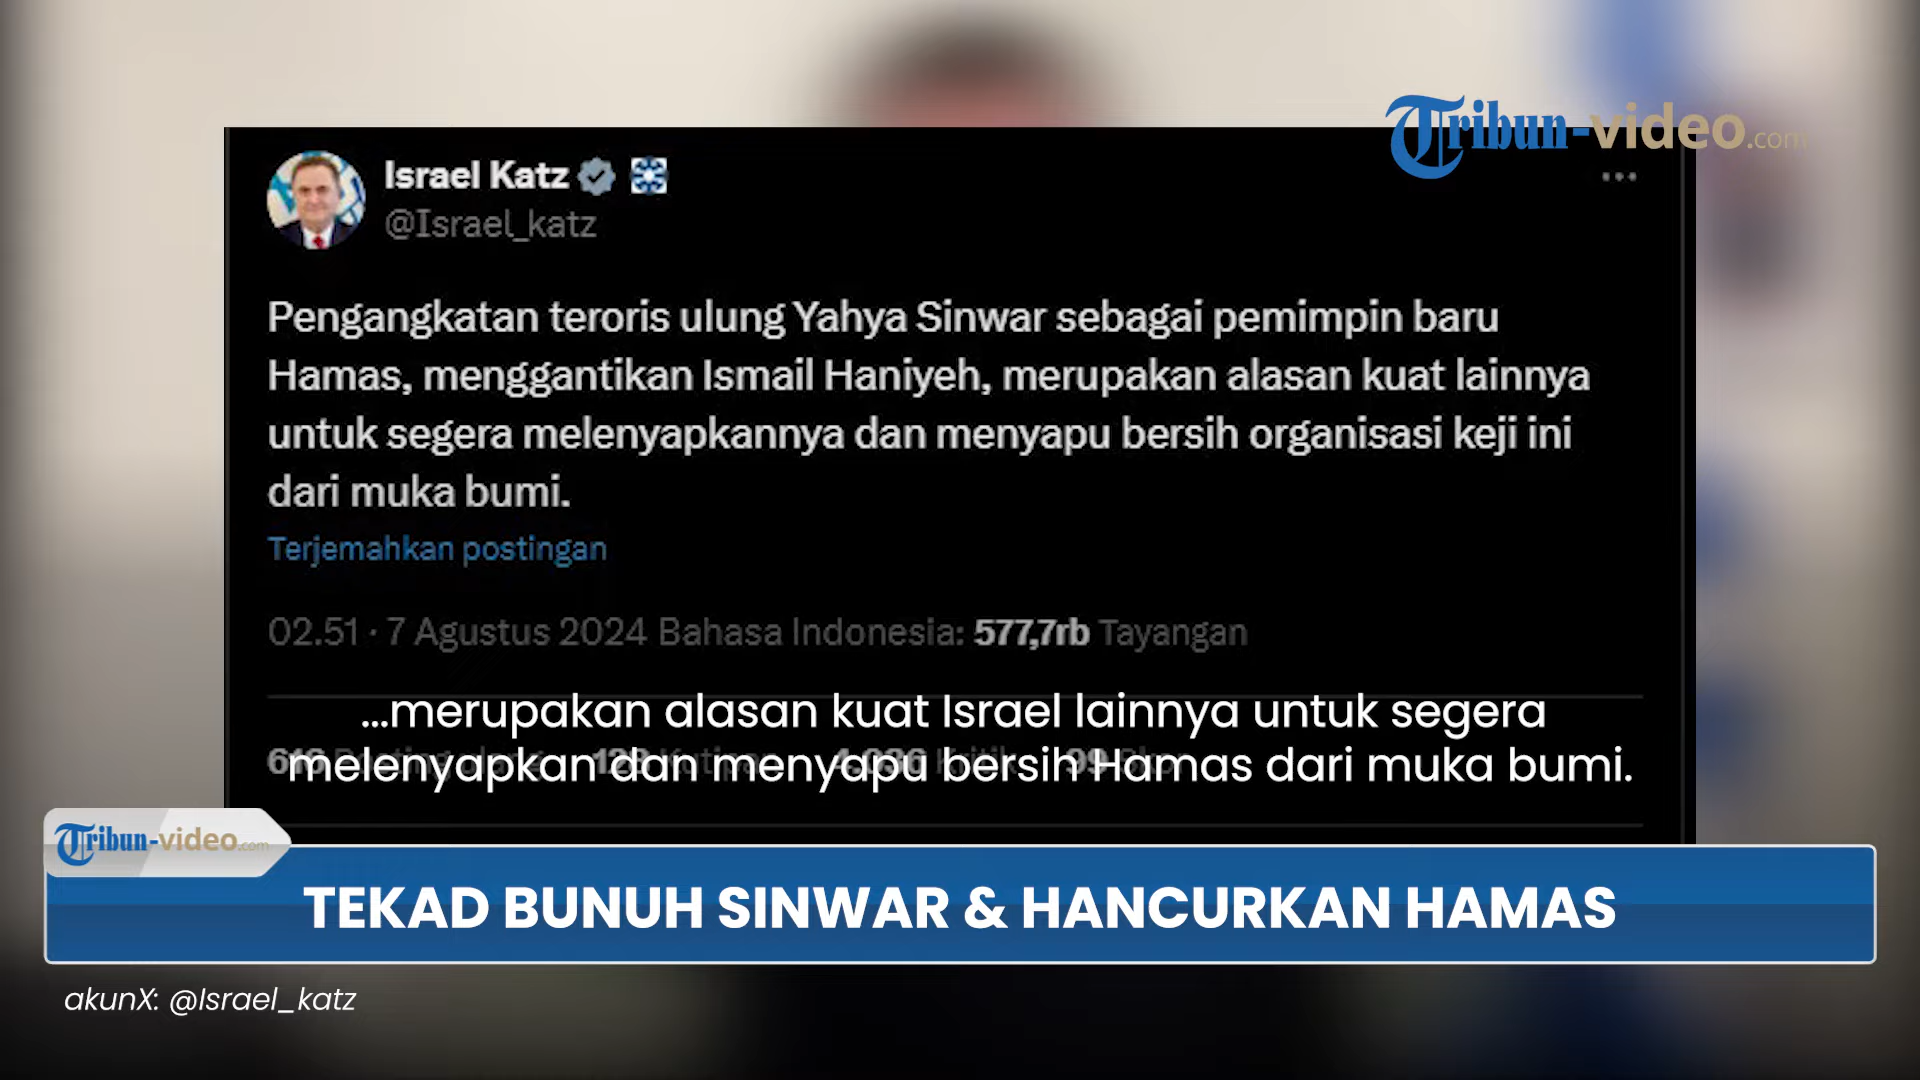 Tribun-video.com
Israel Katz
@Israel_katz
Pengangkatan teroris ulung Yahya Sinwar sebagai pemimpin baru
Hamas, menggantikan Ismail Haniyeh, merupakan alasan kuat lainnya
untuk segera melenyapkannya dan menyapu bersih organisasi keji ini
dari muka bumi.
Terjemahkan postingan
02.51 · 7 Agustus 2024 Bahasa Indonesia: 577,7rb Tayangan
...merupakan alasan kuat Israel lainnya untuk segera
melenyapkan dan menyapu bersih Hamas dari muka bumi.
Tribun-video.com
TEKAD BUNUH SINWAR & HANCURKAN HAMAS
akunX: @Israel_katz